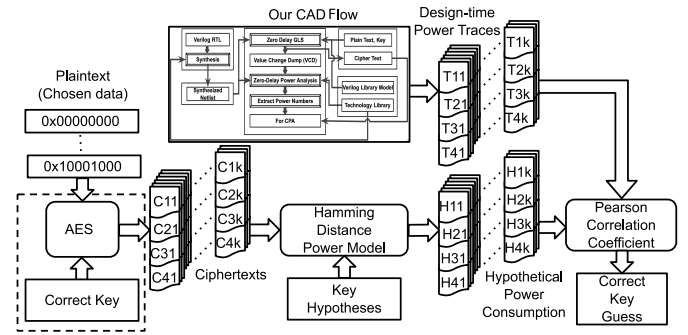 Our CAD Flow
Verilog RTL
Synthesis
Synthesized
Netlist
Zero Delay GLS
Value Change Dump (VCD)
Zero-Delay Power Analysis
Extract Power Numbers
For CPA
Plain Text, Key
Cipher Text
Verilog Library Model
Technology Library
Design-time
Power Traces
T11
T21
T31
T41
T1k
T2k
T3k
T4k
Plaintext
(Chosen data)
0x00000000
0x10001000
AES
Correct Key
C11
C21
C31
C41
C1k
C2k
C3k
C4k
Ciphertexts
Hamming
Distance
Power Model
Key
Hypotheses
H11
H21
H31
H41
H1k
H2k
H3k
H4k
Hypothetical
Power
Consumption
Pearson
Correlation
Coefficient
Correct
Key
Guess